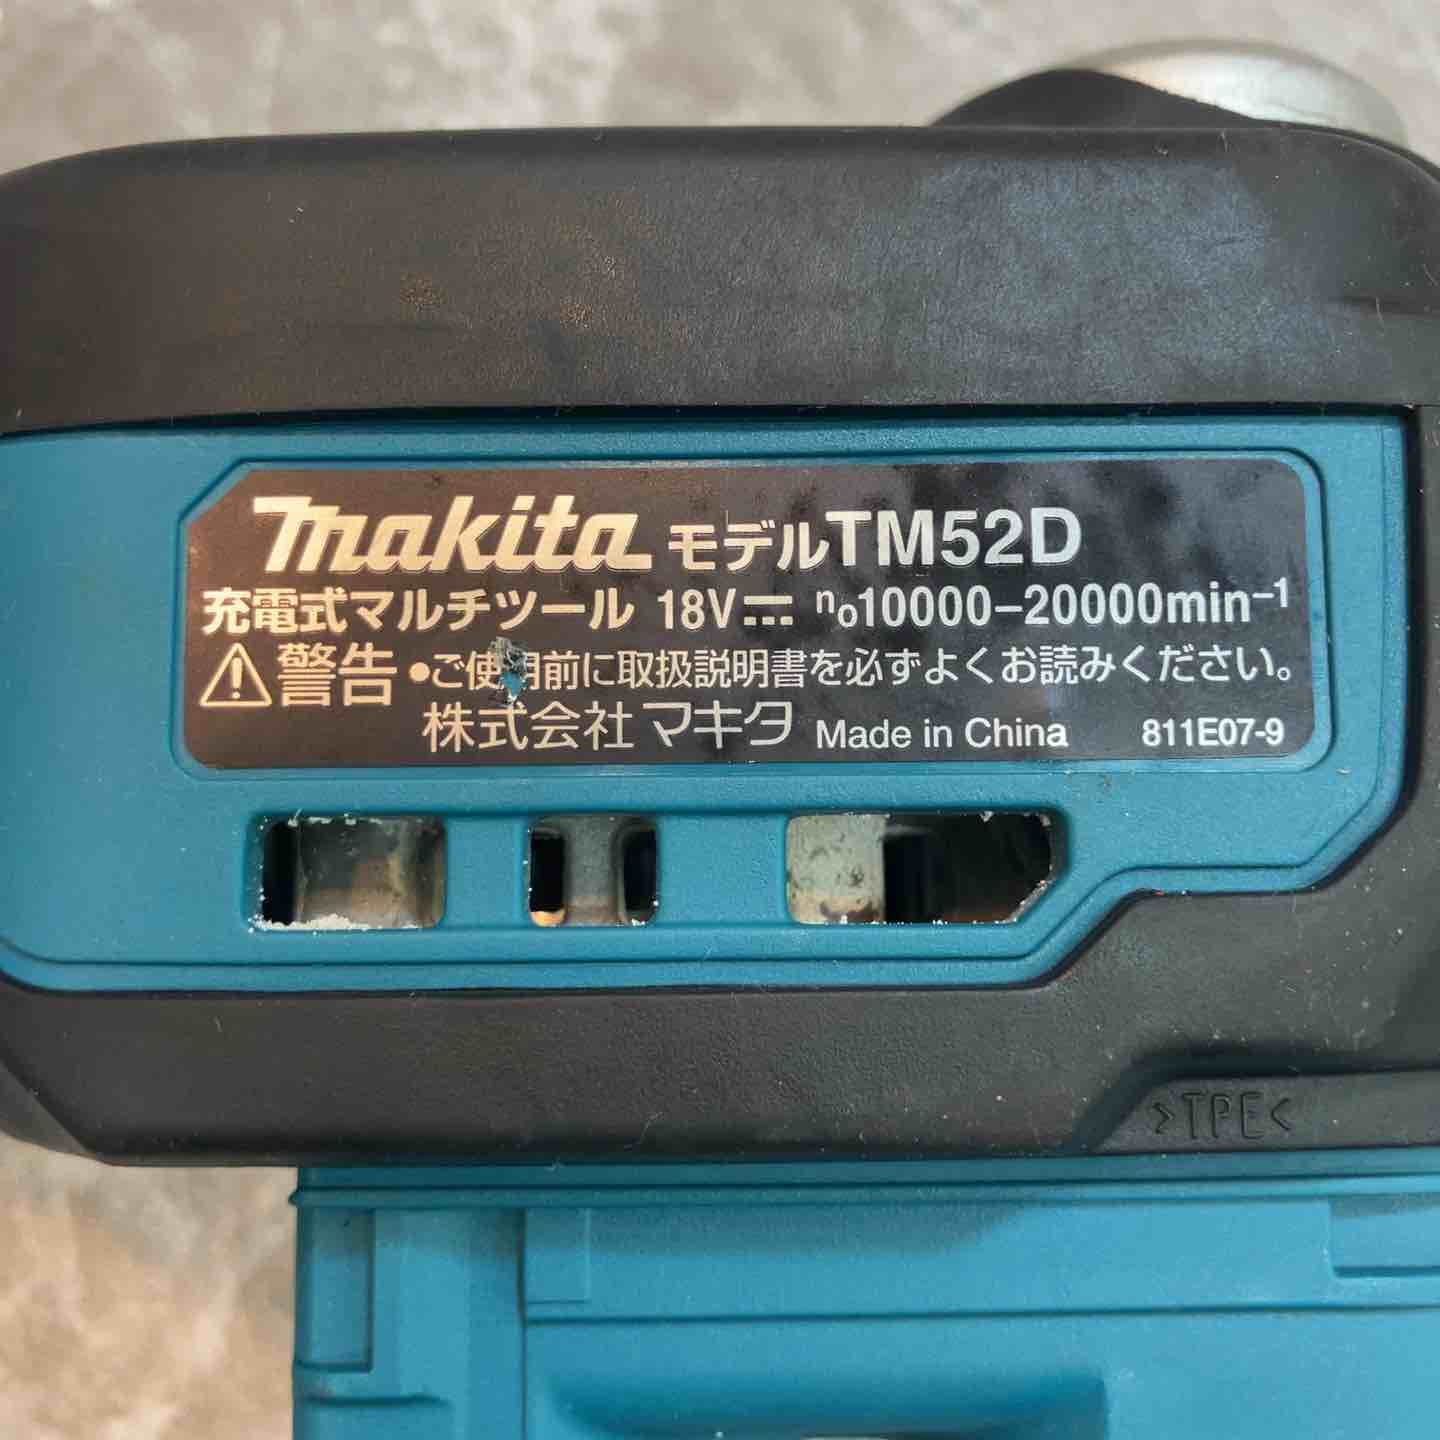 makita モデルTM52D
充電式マルチツール 18V⎓ n₀10000–20000min⁻¹
⚠警告 •ご使用前に取扱説明書を必ずよくお読みください。
株式会社マキタ Made in China 811E07-9
>TPE<